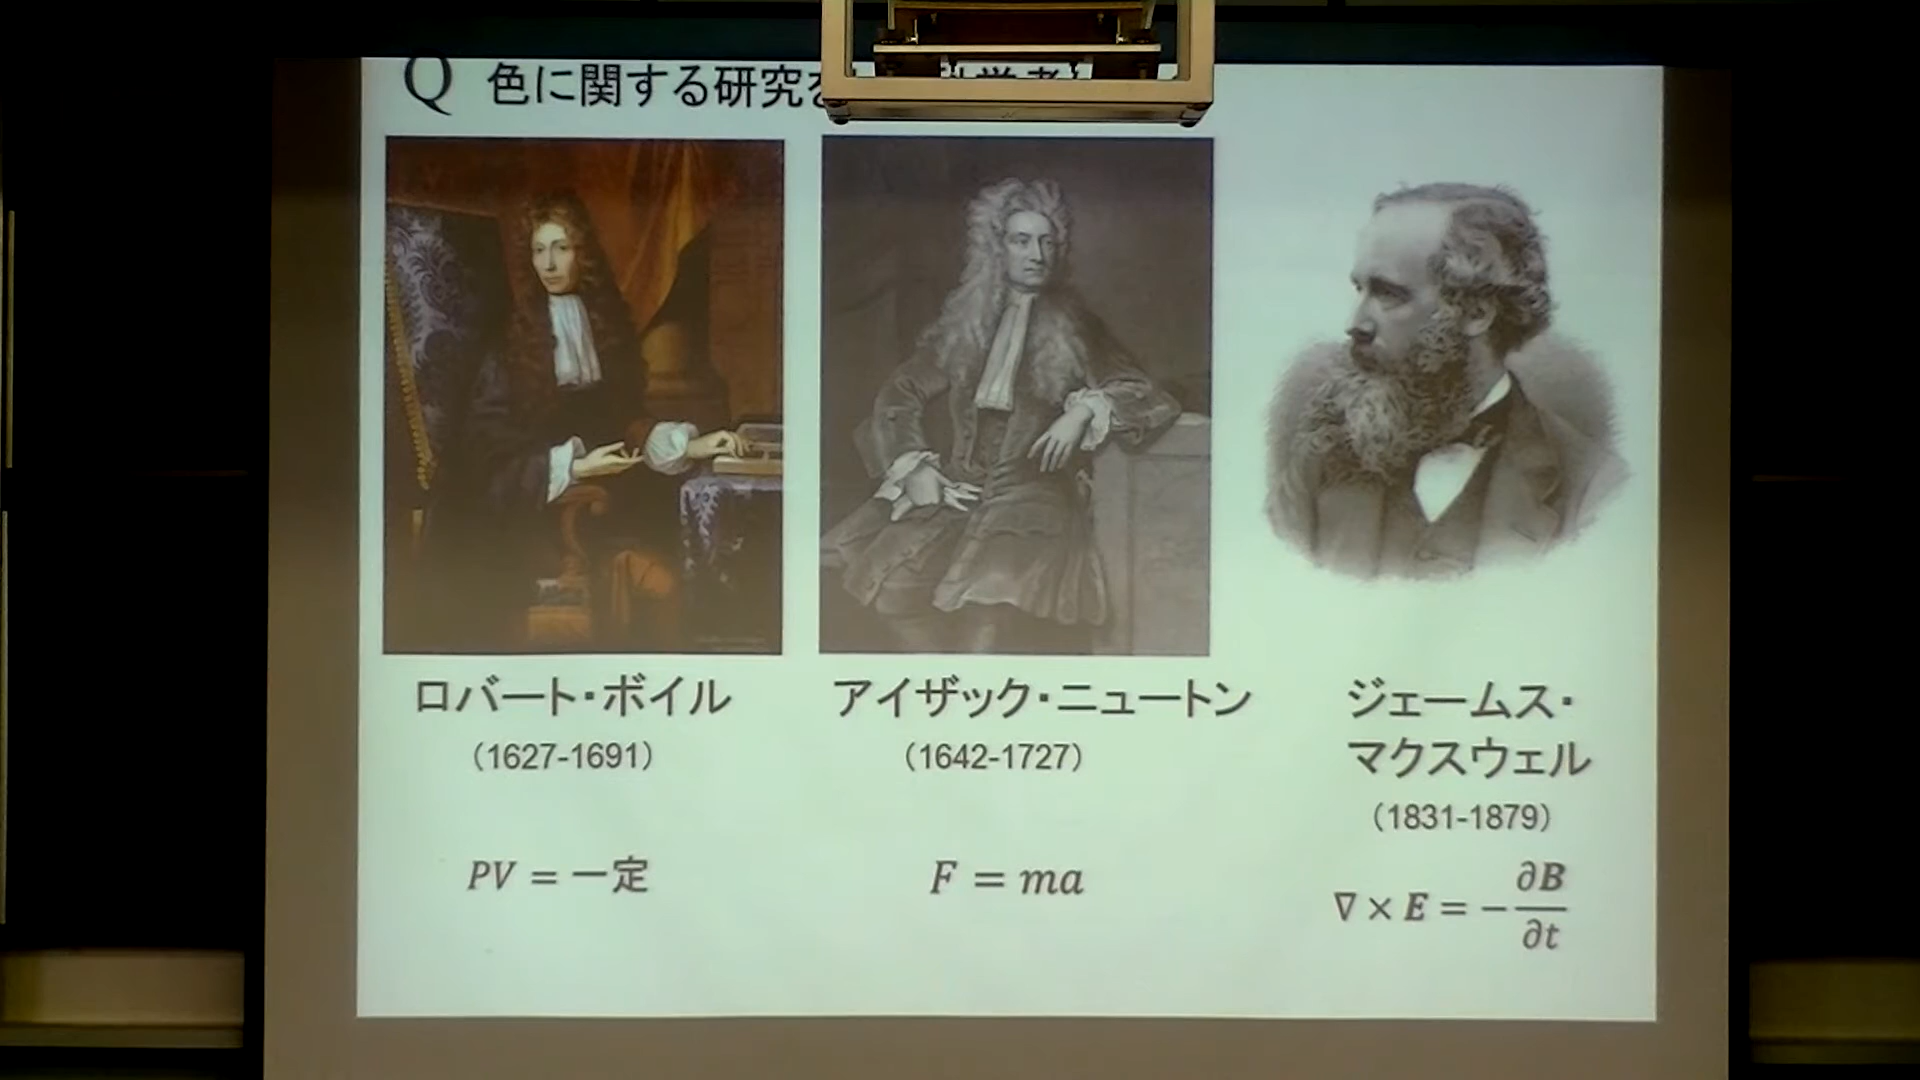 Q 色に関する研究を
ロバート・ボイル
(1627-1691)
PV = 一定
アイザック・ニュートン
(1642-1727)
F = ma
ジェームス・
マクスウェル
(1831-1879)
∇ × E = − ∂B/∂t